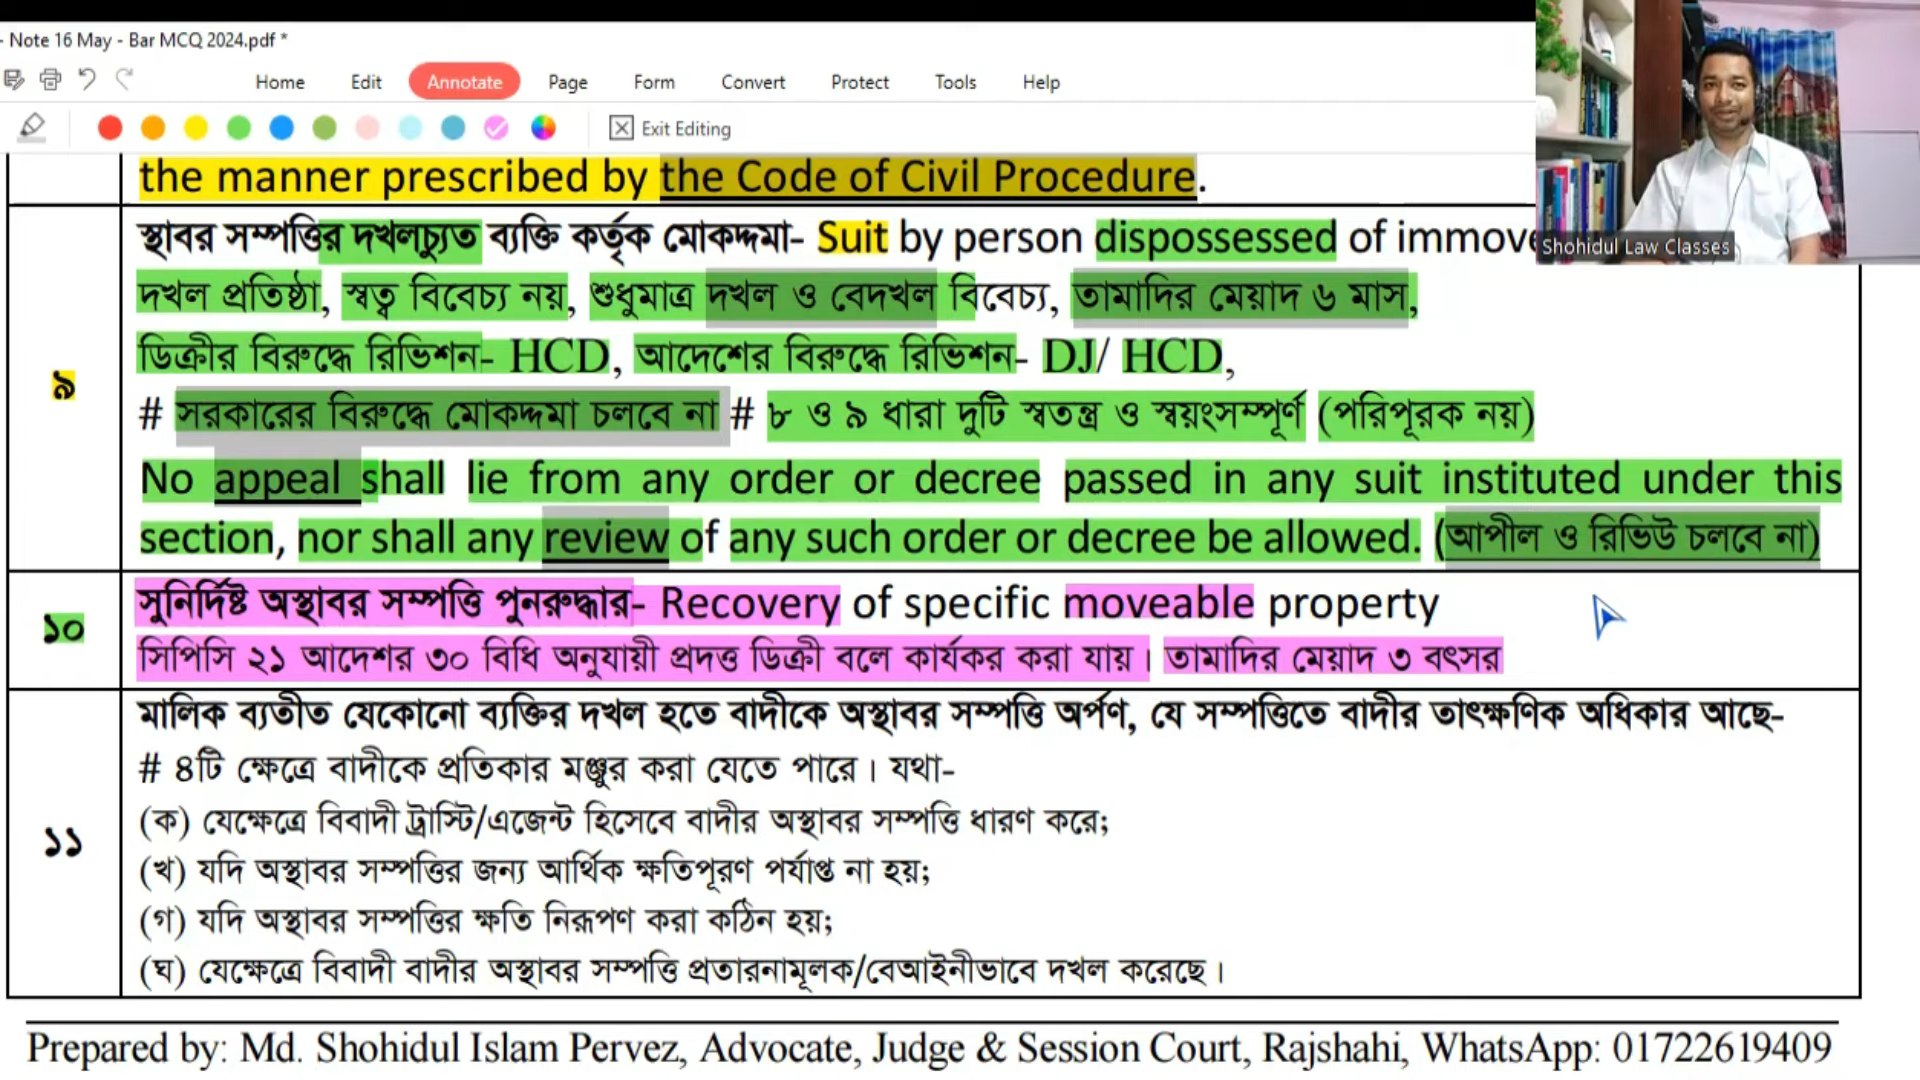 - Note 16 May - Bar MCQ 2024.pdf *
Home Edit Annotate Page Form Convert Protect Tools Help
Exit Editing
Shohidul Law Classes
the manner prescribed by the Code of Civil Procedure.
৯
স্থাবর সম্পত্তির দখলচ্যুত ব্যক্তি কর্তৃক মোকদ্দমা- Suit by person dispossessed of
দখল প্রতিষ্ঠা, স্বত্ব বিবেচ্য নয়, শুধুমাত্র দখল ও বেদখল বিবেচ্য, তামাদির মেয়াদ ৬ মাস,
ডিক্রীর বিরুদ্ধে রিভিশন- HCD, আদেশের বিরুদ্ধে রিভিশন- DJ/ HCD,
# সরকারের বিরুদ্ধে মোকদ্দমা চলবে না # ৮ ও ৯ ধারা দুটি স্বতন্ত্র ও স্বয়ংসম্পূর্ণ (পরিপূরক নয়)
No appeal shall lie from any order or decree passed in any suit instituted under this
section, nor shall any review of any such order or decree be allowed. (আপীল ও রিভিউ চলবে না)
১০
সুনির্দিষ্ট অস্থাবর সম্পত্তি পুনরুদ্ধার- Recovery of specific moveable property
সিপিসি ২১ আদেশর ৩০ বিধি অনুযায়ী প্রদত্ত ডিক্রী বলে কার্যকর করা যায়। তামাদির মেয়াদ ৩ বৎসর
১১
মালিক ব্যতীত যেকোনো ব্যক্তির দখল হতে বাদীকে অস্থাবর সম্পত্তি অর্পণ, যে সম্পত্তিতে বাদীর তাৎক্ষণিক অধিকার আছে-
# ৪টি ক্ষেত্রে বাদীকে প্রতিকার মঞ্জুর করা যেতে পারে। যথা-
(ক) যেক্ষেত্রে বিবাদী ট্রাস্টি/এজেন্ট হিসেবে বাদীর অস্থাবর সম্পত্তি ধারণ করে;
(খ) যদি অস্থাবর সম্পত্তির জন্য আর্থিক ক্ষতিপূরণ পর্যাপ্ত না হয়;
(গ) যদি অস্থাবর সম্পত্তির ক্ষতি নিরূপণ করা কঠিন হয়;
(ঘ) যেক্ষেত্রে বিবাদী বাদীর অস্থাবর সম্পত্তি প্রতারনামূলক/বেআইনীভাবে দখল করেছে।
Prepared by: Md. Shohidul Islam Pervez, Advocate, Judge & Session Court, Rajshahi, WhatsApp: 01722619409